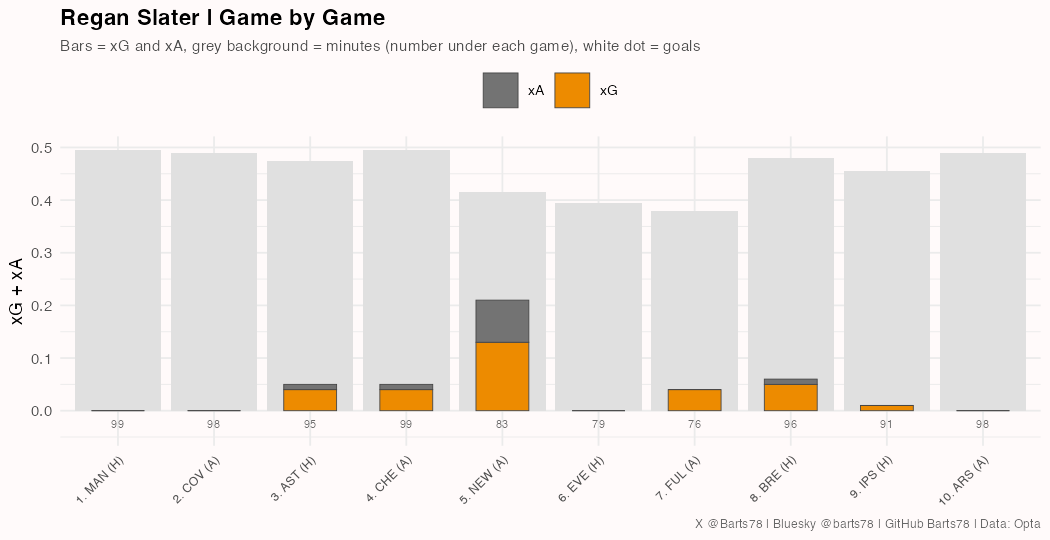 Regan Slater | Game by Game
Bars = xG and xA, grey background = minutes (number under each game), white dot = goals
xA xG
xG + xA
0.5
0.4
0.3
0.2
0.1
0.0
99 98 95 99 83 79 76 96 91 98
1. MAN (H)
2. COV (A)
3. AST (H)
4. CHE (A)
5. NEW (A)
6. EVE (H)
7. FUL (A)
8. BRE (H)
9. IPS (H)
10. ARS (A)
X @Barts78 | Bluesky @barts78 | GitHub Barts78 | Data: Opta